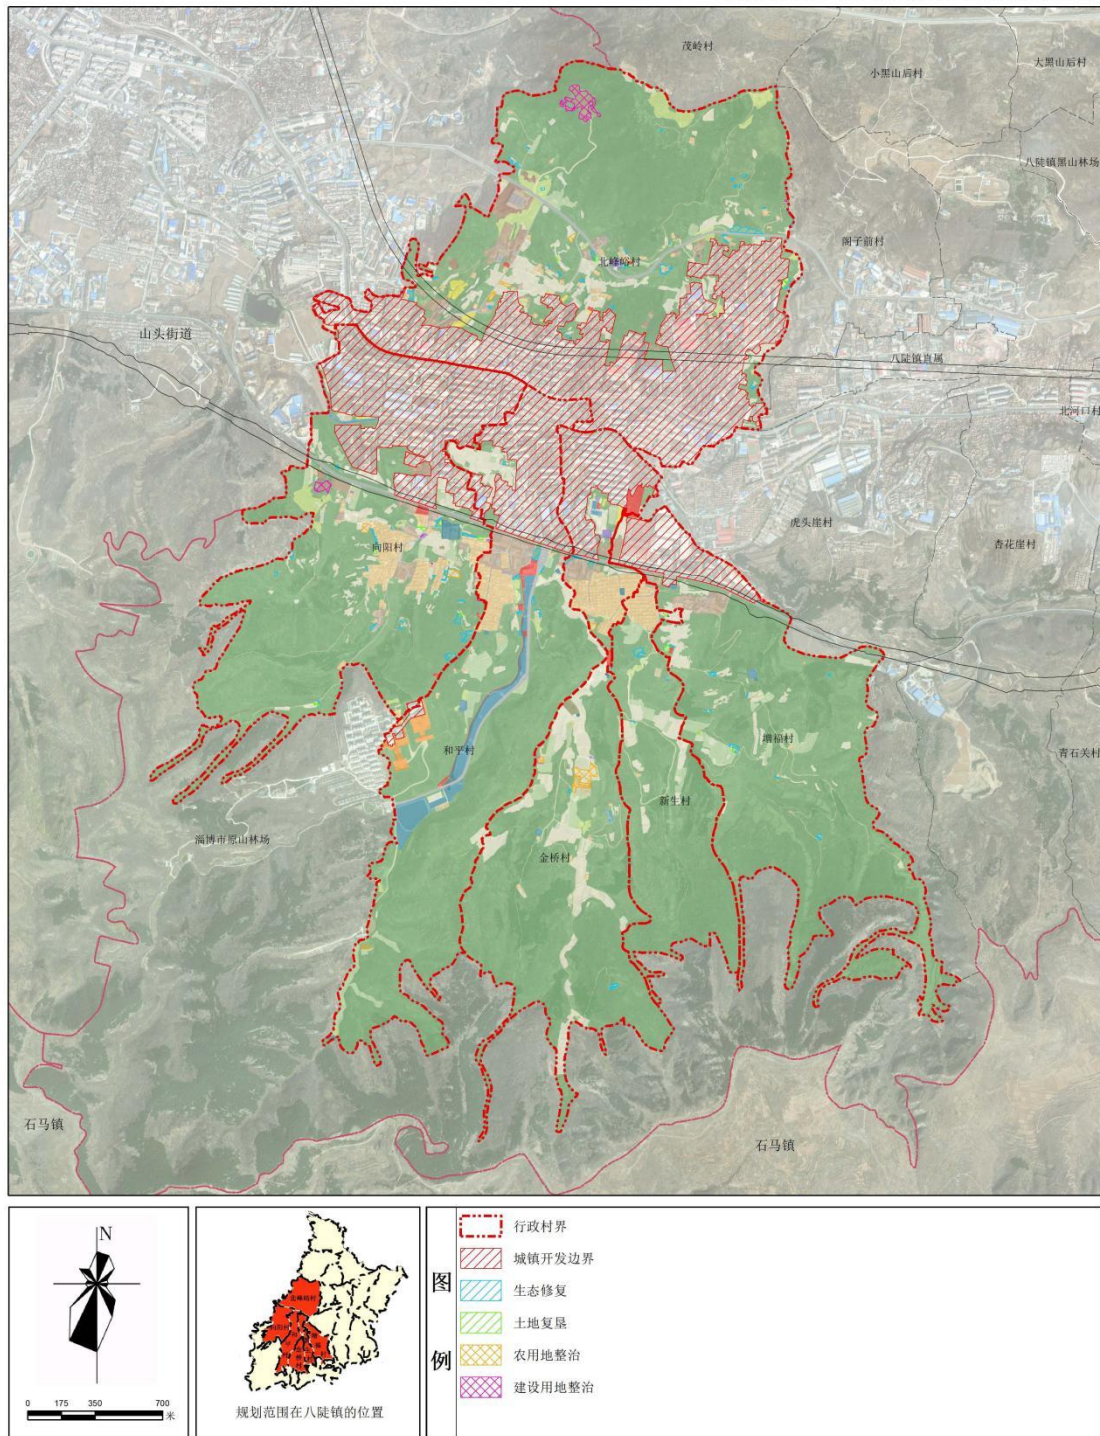 茂岭村
小黑山后村
大黑山后村
八陡镇黑山林场
阁子前村
北峰峪村
山头街道
八陡镇直属
北河口村
虎头崖村
杏花崖村
向阳村
增福村
和平村
青石关村
新生村
淄博市原山林场
金桥村
石马镇
石马镇
N
0 175 350 700
米
北峰峪村
规划范围在八陡镇的位置
图例
行政村界
城镇开发边界
生态修复
土地复垦
农用地整治
建设用地整治